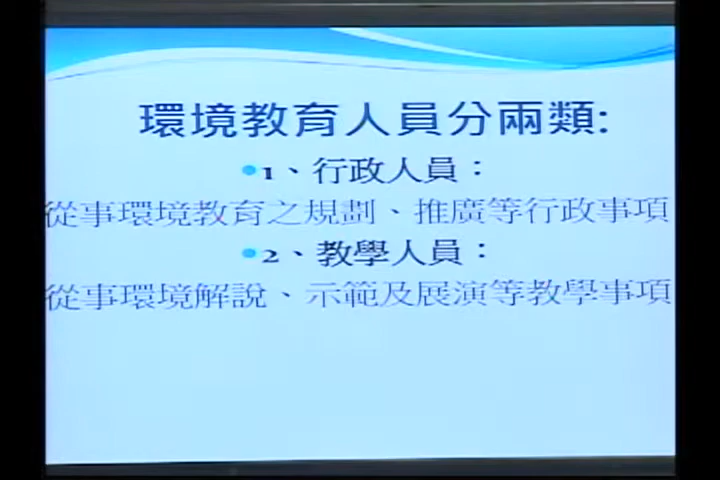 環境教育人員分兩類:
•1、行政人員：
從事環境教育之規劃、推廣等行政事項
•2、教學人員：
從事環境解說、示範及展演等教學事項